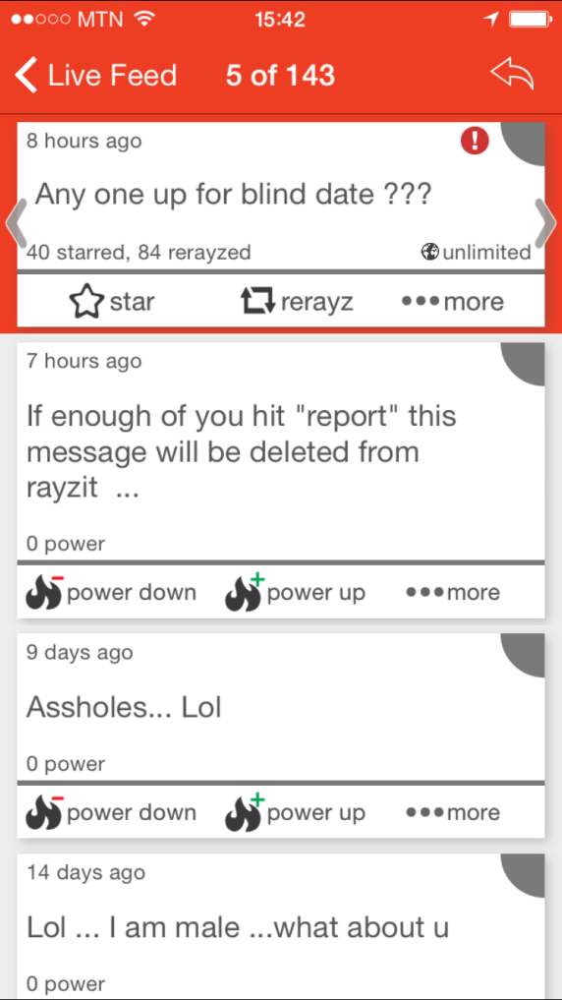 MTN 15:42
Live Feed 5 of 143
8 hours ago
Any one up for blind date ???
40 starred, 84 rerayzed unlimited
star rerayz •••more
7 hours ago
If enough of you hit "report" this
message will be deleted from
rayzit ...
0 power
power down power up •••more
9 days ago
Assholes... Lol
0 power
power down power up •••more
14 days ago
Lol ... I am male ...what about u
0 power